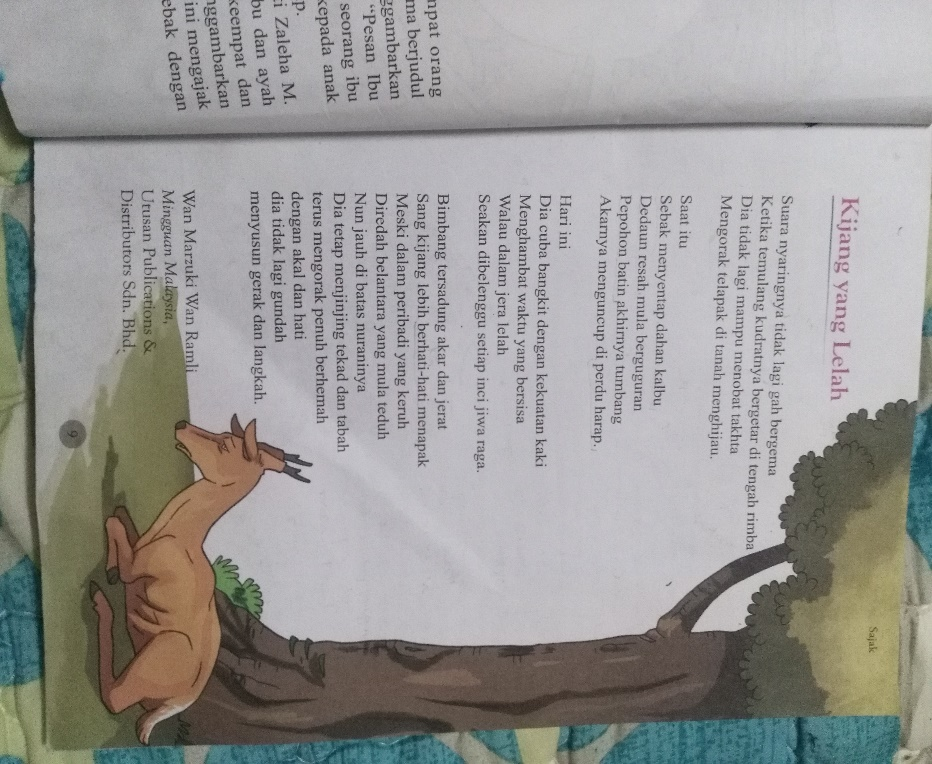 npat orang
ma berjudul
ggambarkan
"Pesan Ibu
seorang ibu
kepada anak
p.
i Zaleha M.
bu dan ayah
keempat dan
nggambarkan
ini mengajak
ebak dengan
Sajak
Kijang yang Lelah
Suara nyaringnya tidak lagi gah bergema
Ketika temulang kudratnya bergetar di tengah rimba
Dia tidak lagi mampu menobat takhta
Mengorak telapak di tanah menghijau.
Saat itu
Sebak menyentap dahan kalbu
Dedaun resah mula berguguran
Pepohon batin akhirnya tumbang
Akarnya menguncup di perdu harap.
Hari ini
Dia cuba bangkit dengan kekuatan kaki
Menghambat waktu yang bersisa
Walau dalam jera lelah
Seakan dibelenggu setiap inci jiwa raga.
Bimbang tersadung akar dan jerat
Sang kijang lebih berhati-hati menapak
Meski dalam peribadi yang keruh
Diredah belantara yang mula teduh
Nun jauh di batas nuraninya
Dia tetap menjinjing tekad dan tabah
terus mengorak penuh berhemah
dengan akal dan hati
dia tidak lagi gundah
menyusun gerak dan langkah.
Wan Marzuki Wan Ramli
Mingguan Malaysia,
Utusan Publications &
Distributors Sdn. Bhd.
9